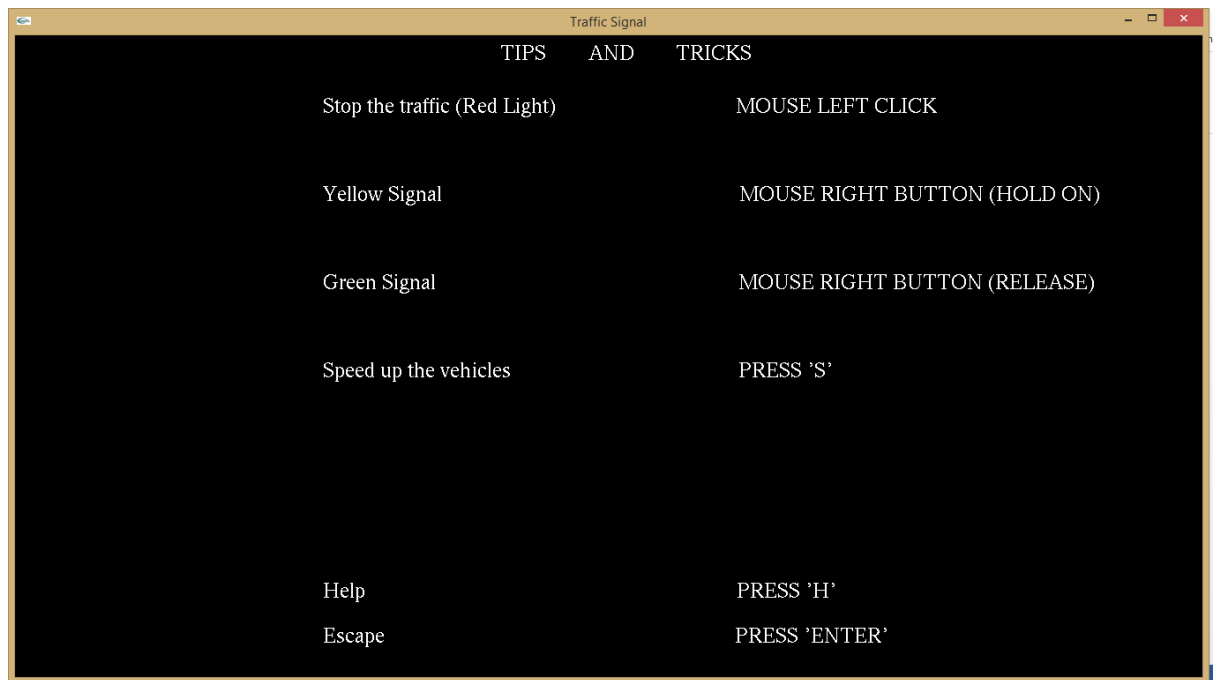 Traffic Signal
TIPS AND TRICKS
Stop the traffic (Red Light) MOUSE LEFT CLICK
Yellow Signal MOUSE RIGHT BUTTON (HOLD ON)
Green Signal MOUSE RIGHT BUTTON (RELEASE)
Speed up the vehicles PRESS ’S’
Help PRESS ’H’
Escape PRESS ’ENTER’